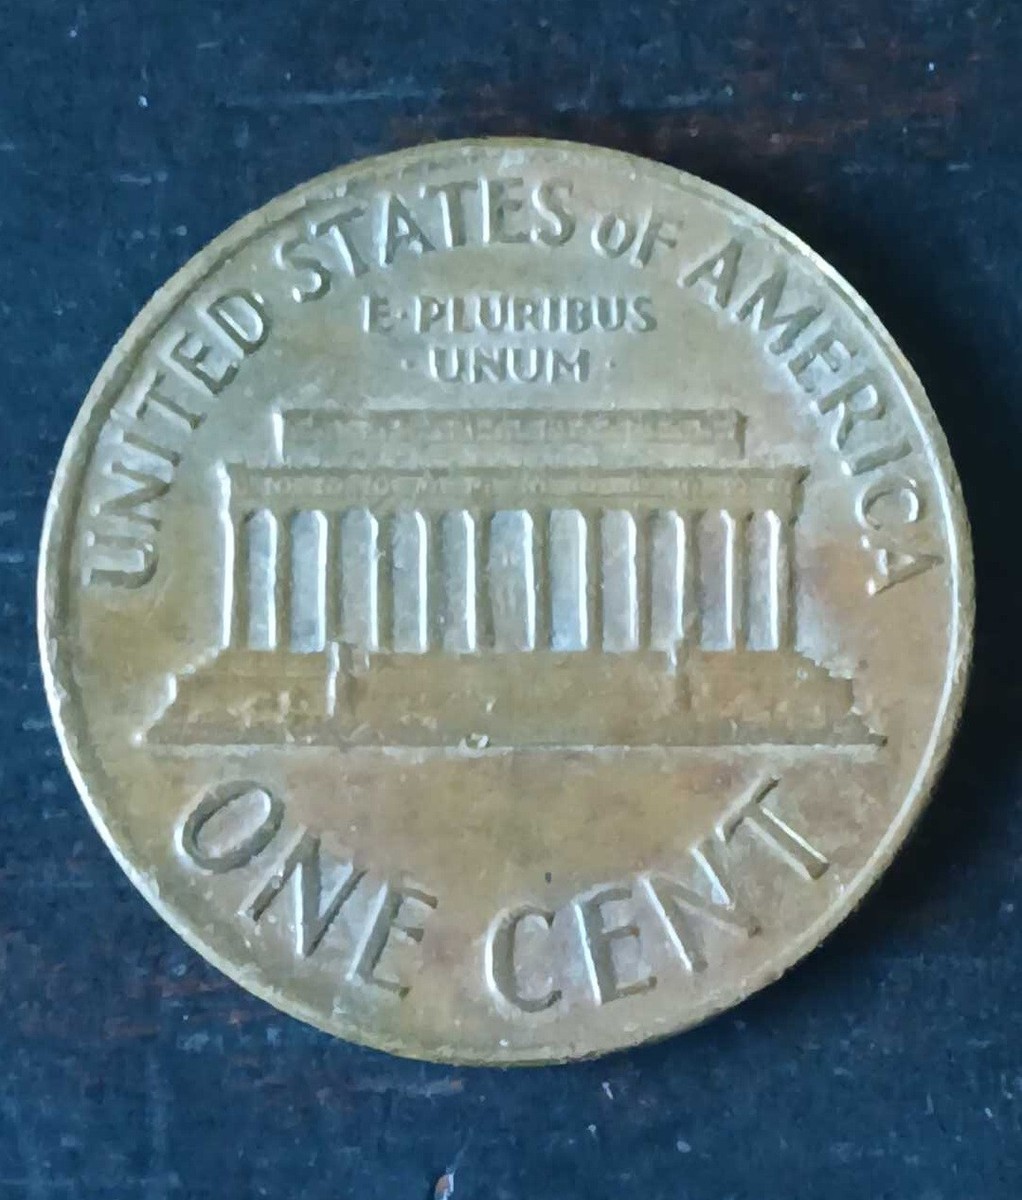 UNITED STATES OF AMERICA
E·PLURIBUS
·UNUM·
ONE CENT